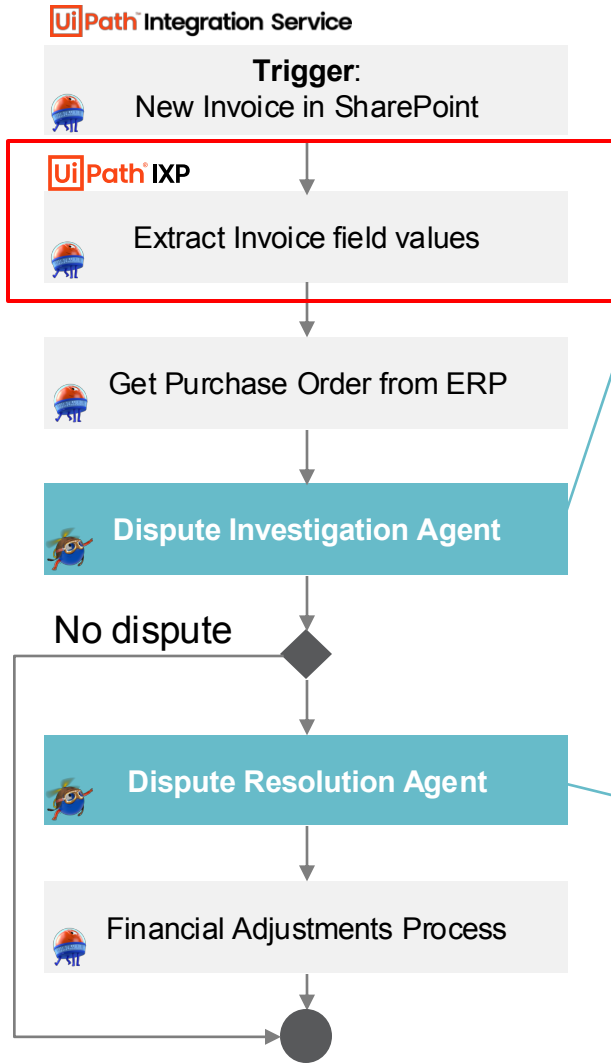 UiPath™ Integration Service
Trigger:
New Invoice in SharePoint
UiPath® IXP
Extract Invoice field values
Get Purchase Order from ERP
Dispute Investigation Agent
No dispute
Dispute Resolution Agent
Financial Adjustments Process